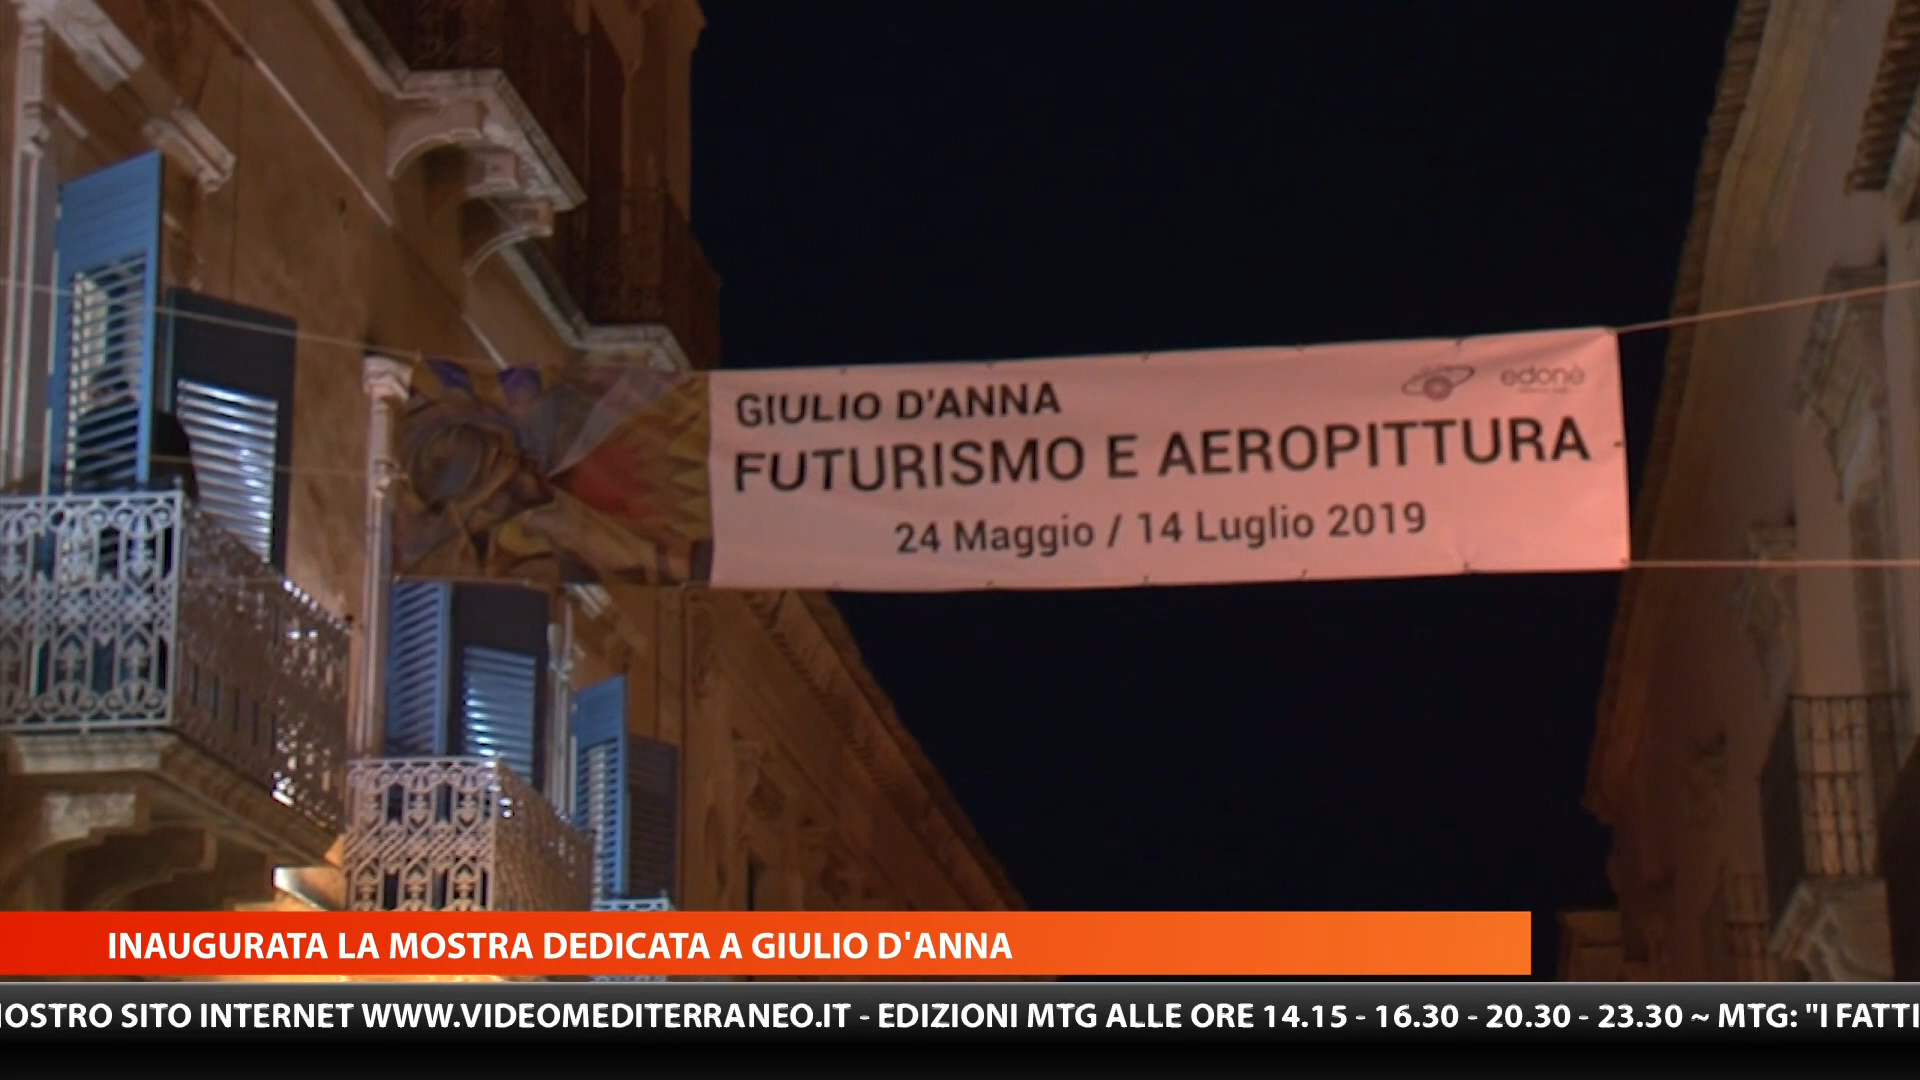 edonè
GIULIO D'ANNA
FUTURISMO E AEROPITTURA
24 Maggio / 14 Luglio 2019
INAUGURATA LA MOSTRA DEDICATA A GIULIO D'ANNA
NOSTRO SITO INTERNET WWW.VIDEOMEDITERRANEO.IT - EDIZIONI MTG ALLE ORE 14.15 - 16.30 - 20.30 - 23.30 ~ MTG: "I FATTI